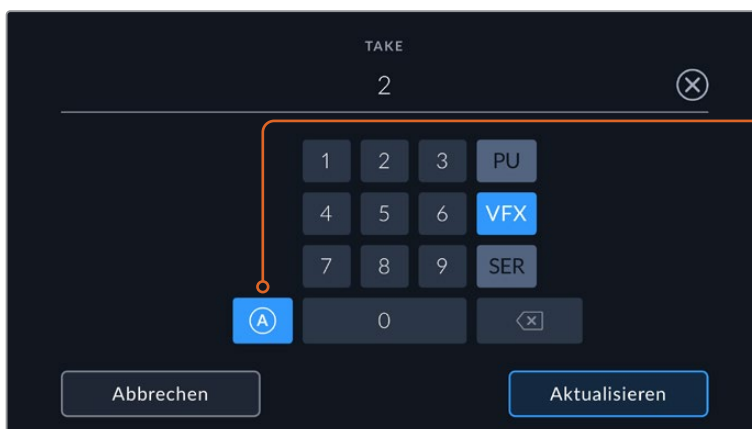 TAKE
2
1 2 3 PU
4 5 6 VFX
7 8 9 SER
A 0
Abbrechen Aktualisieren